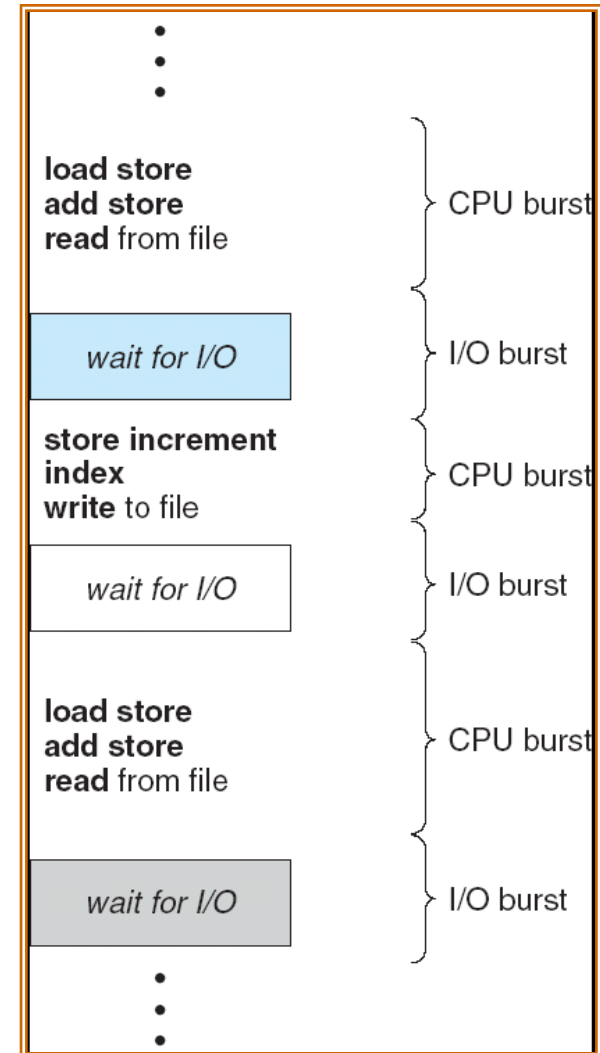 load store
add store
read from file
CPU burst
wait for I/O
I/O burst
store increment
index
write to file
CPU burst
wait for I/O
I/O burst
load store
add store
read from file
CPU burst
wait for I/O
I/O burst